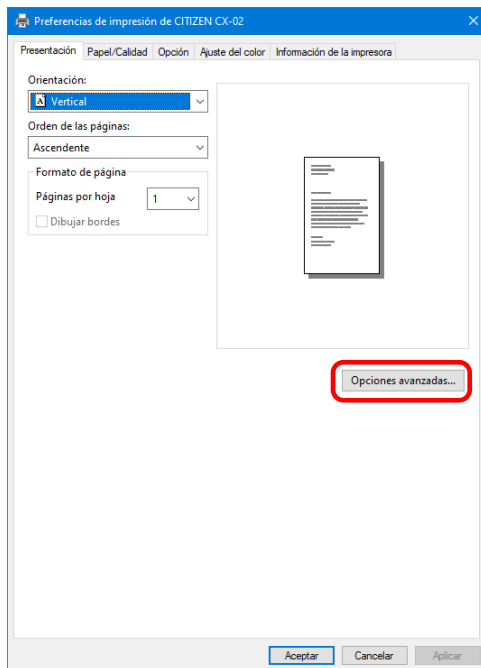 Preferencias de impresión de CITIZEN CX-02
Presentación Papel/Calidad Opción Ajuste del color Información de la impresora
Orientación:
A Vertical
Orden de las páginas:
Ascendente
Formato de página
Páginas por hoja 1
Dibujar bordes
Opciones avanzadas...
Aceptar Cancelar Aplicar